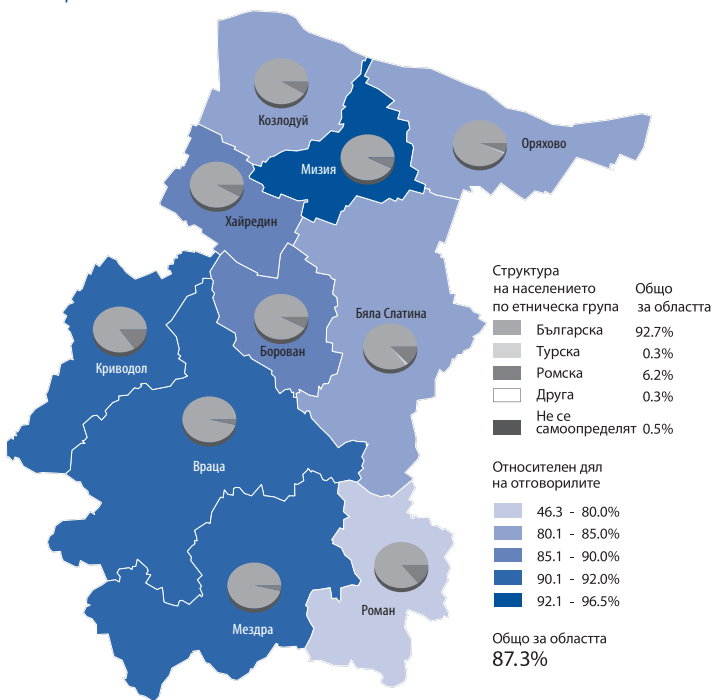 Козлодуй
Оряхово
Мизия
Хайредин
Бяла Слатина
Борован
Криводол
Враца
Роман
Мездра
Структура
на населението
по етническа група
Общо
за областта
Българска 92.7%
Турска 0.3%
Ромска 6.2%
Друга 0.3%
Не се
самоопределят 0.5%
Относителен дял
на отговорилите
46.3 - 80.0%
80.1 - 85.0%
85.1 - 90.0%
90.1 - 92.0%
92.1 - 96.5%
Общо за областта
87.3%